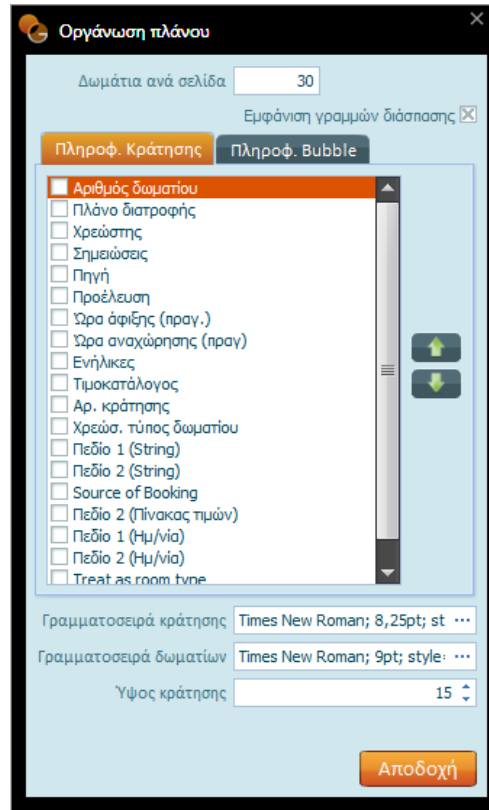 Οργάνωση πλάνου
Δωμάτια ανά σελίδα 30
Εμφάνιση γραμμών διάσπασης
Πληροφ. Κράτησης Πληροφ. Bubble
Αριθμός δωματίου
Πλάνο διατροφής
Χρεώστης
Σημειώσεις
Πηγή
Προέλευση
Ώρα άφιξης (πραγ.)
Ώρα αναχώρησης (πραγ)
Ενήλικες
Τιμοκατάλογος
Αρ. κράτησης
Χρεώσ. τύπος δωματίου
Πεδίο 1 (String)
Πεδίο 2 (String)
Source of Booking
Πεδίο 2 (Πίνακας τιμών)
Πεδίο 1 (Ημ/νία)
Πεδίο 2 (Ημ/νία)
Treat as room type
Γραμματοσειρά κράτησης Times New Roman; 8,25pt; st ...
Γραμματοσειρά δωματίων Times New Roman; 9pt; style= ...
Ύψος κράτησης 15
Αποδοχή